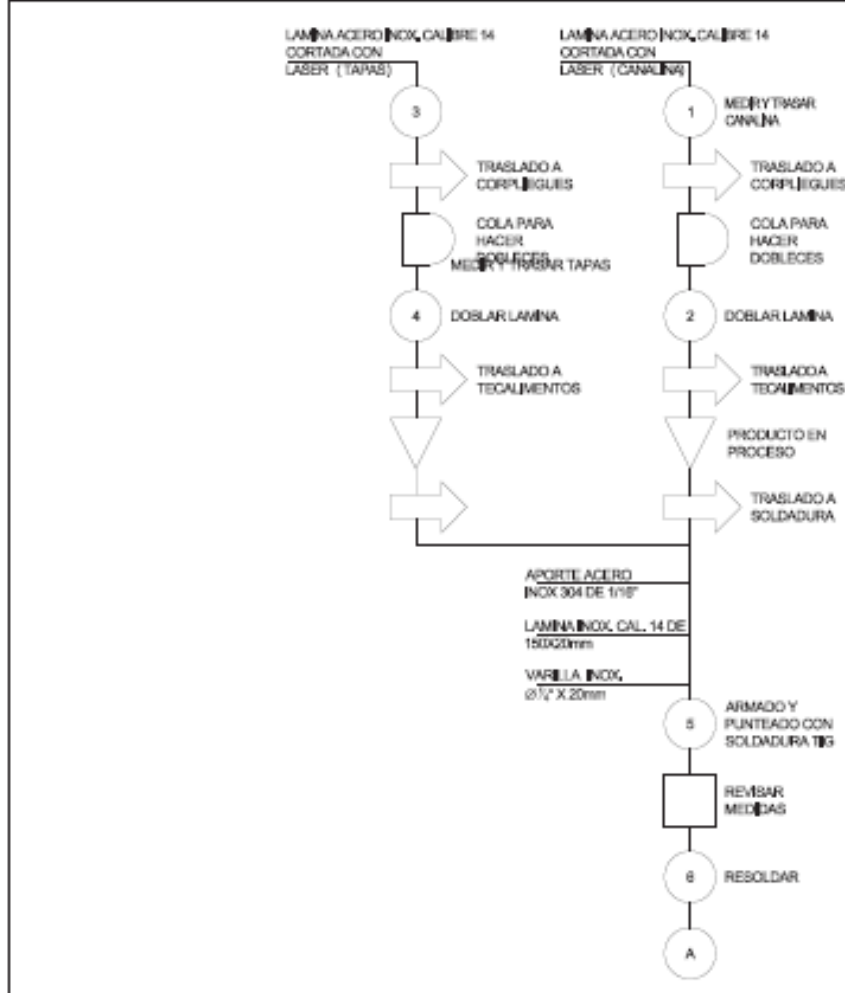 LAMINA ACERO INOX. CALIBRE 14
CORTADA CON
LASER (TAPAS)
LAMINA ACERO INOX. CALIBRE 14
CORTADA CON
LASER (CANALINA)
3
1
MEDIR Y TRASAR
CANALINA
TRASLADO A
CORPLIEGUES
TRASLADO A
CORPLIEGUES
COLA PARA
HACER
DOBLECES
MEDIR Y TRASAR TAPAS
COLA PARA
HACER
DOBLECES
4
DOBLAR LAMINA
2
DOBLAR LAMINA
TRASLADO A
TECALIMENTOS
TRASLADO A
TECALIMENTOS
PRODUCTO EN
PROCESO
TRASLADO A
SOLDADURA
APORTE ACERO
INOX 304 DE 1/16"
LAMINA INOX. CAL. 14 DE
150X20mm
VARILLA INOX.
X 20mm
5
ARMADO Y
PUNTEADO CON
SOLDADURA TIG
REVISAR
MEDIDAS
6
RESOLDAR
A